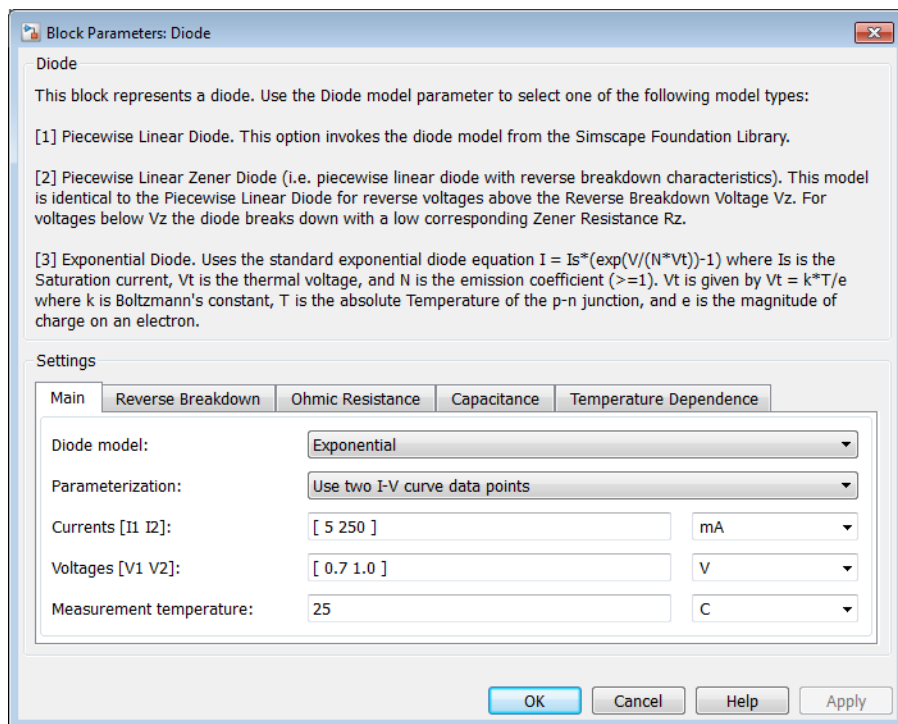 Block Parameters: Diode
Diode
This block represents a diode. Use the Diode model parameter to select one of the following model types:
[1] Piecewise Linear Diode. This option invokes the diode model from the Simscape Foundation Library.
[2] Piecewise Linear Zener Diode (i.e. piecewise linear diode with reverse breakdown characteristics). This model
is identical to the Piecewise Linear Diode for reverse voltages above the Reverse Breakdown Voltage Vz. For
voltages below Vz the diode breaks down with a low corresponding Zener Resistance Rz.
[3] Exponential Diode. Uses the standard exponential diode equation I = Is*(exp(V/(N*Vt))-1) where Is is the
Saturation current, Vt is the thermal voltage, and N is the emission coefficient (>=1). Vt is given by Vt = k*T/e
where k is Boltzmann's constant, T is the absolute Temperature of the p-n junction, and e is the magnitude of
charge on an electron.
Settings
Main Reverse Breakdown Ohmic Resistance Capacitance Temperature Dependence
Diode model: Exponential
Parameterization: Use two I-V curve data points
Currents [I1 I2]: [ 5 250 ] mA
Voltages [V1 V2]: [ 0.7 1.0 ] V
Measurement temperature: 25 C
OK Cancel Help Apply